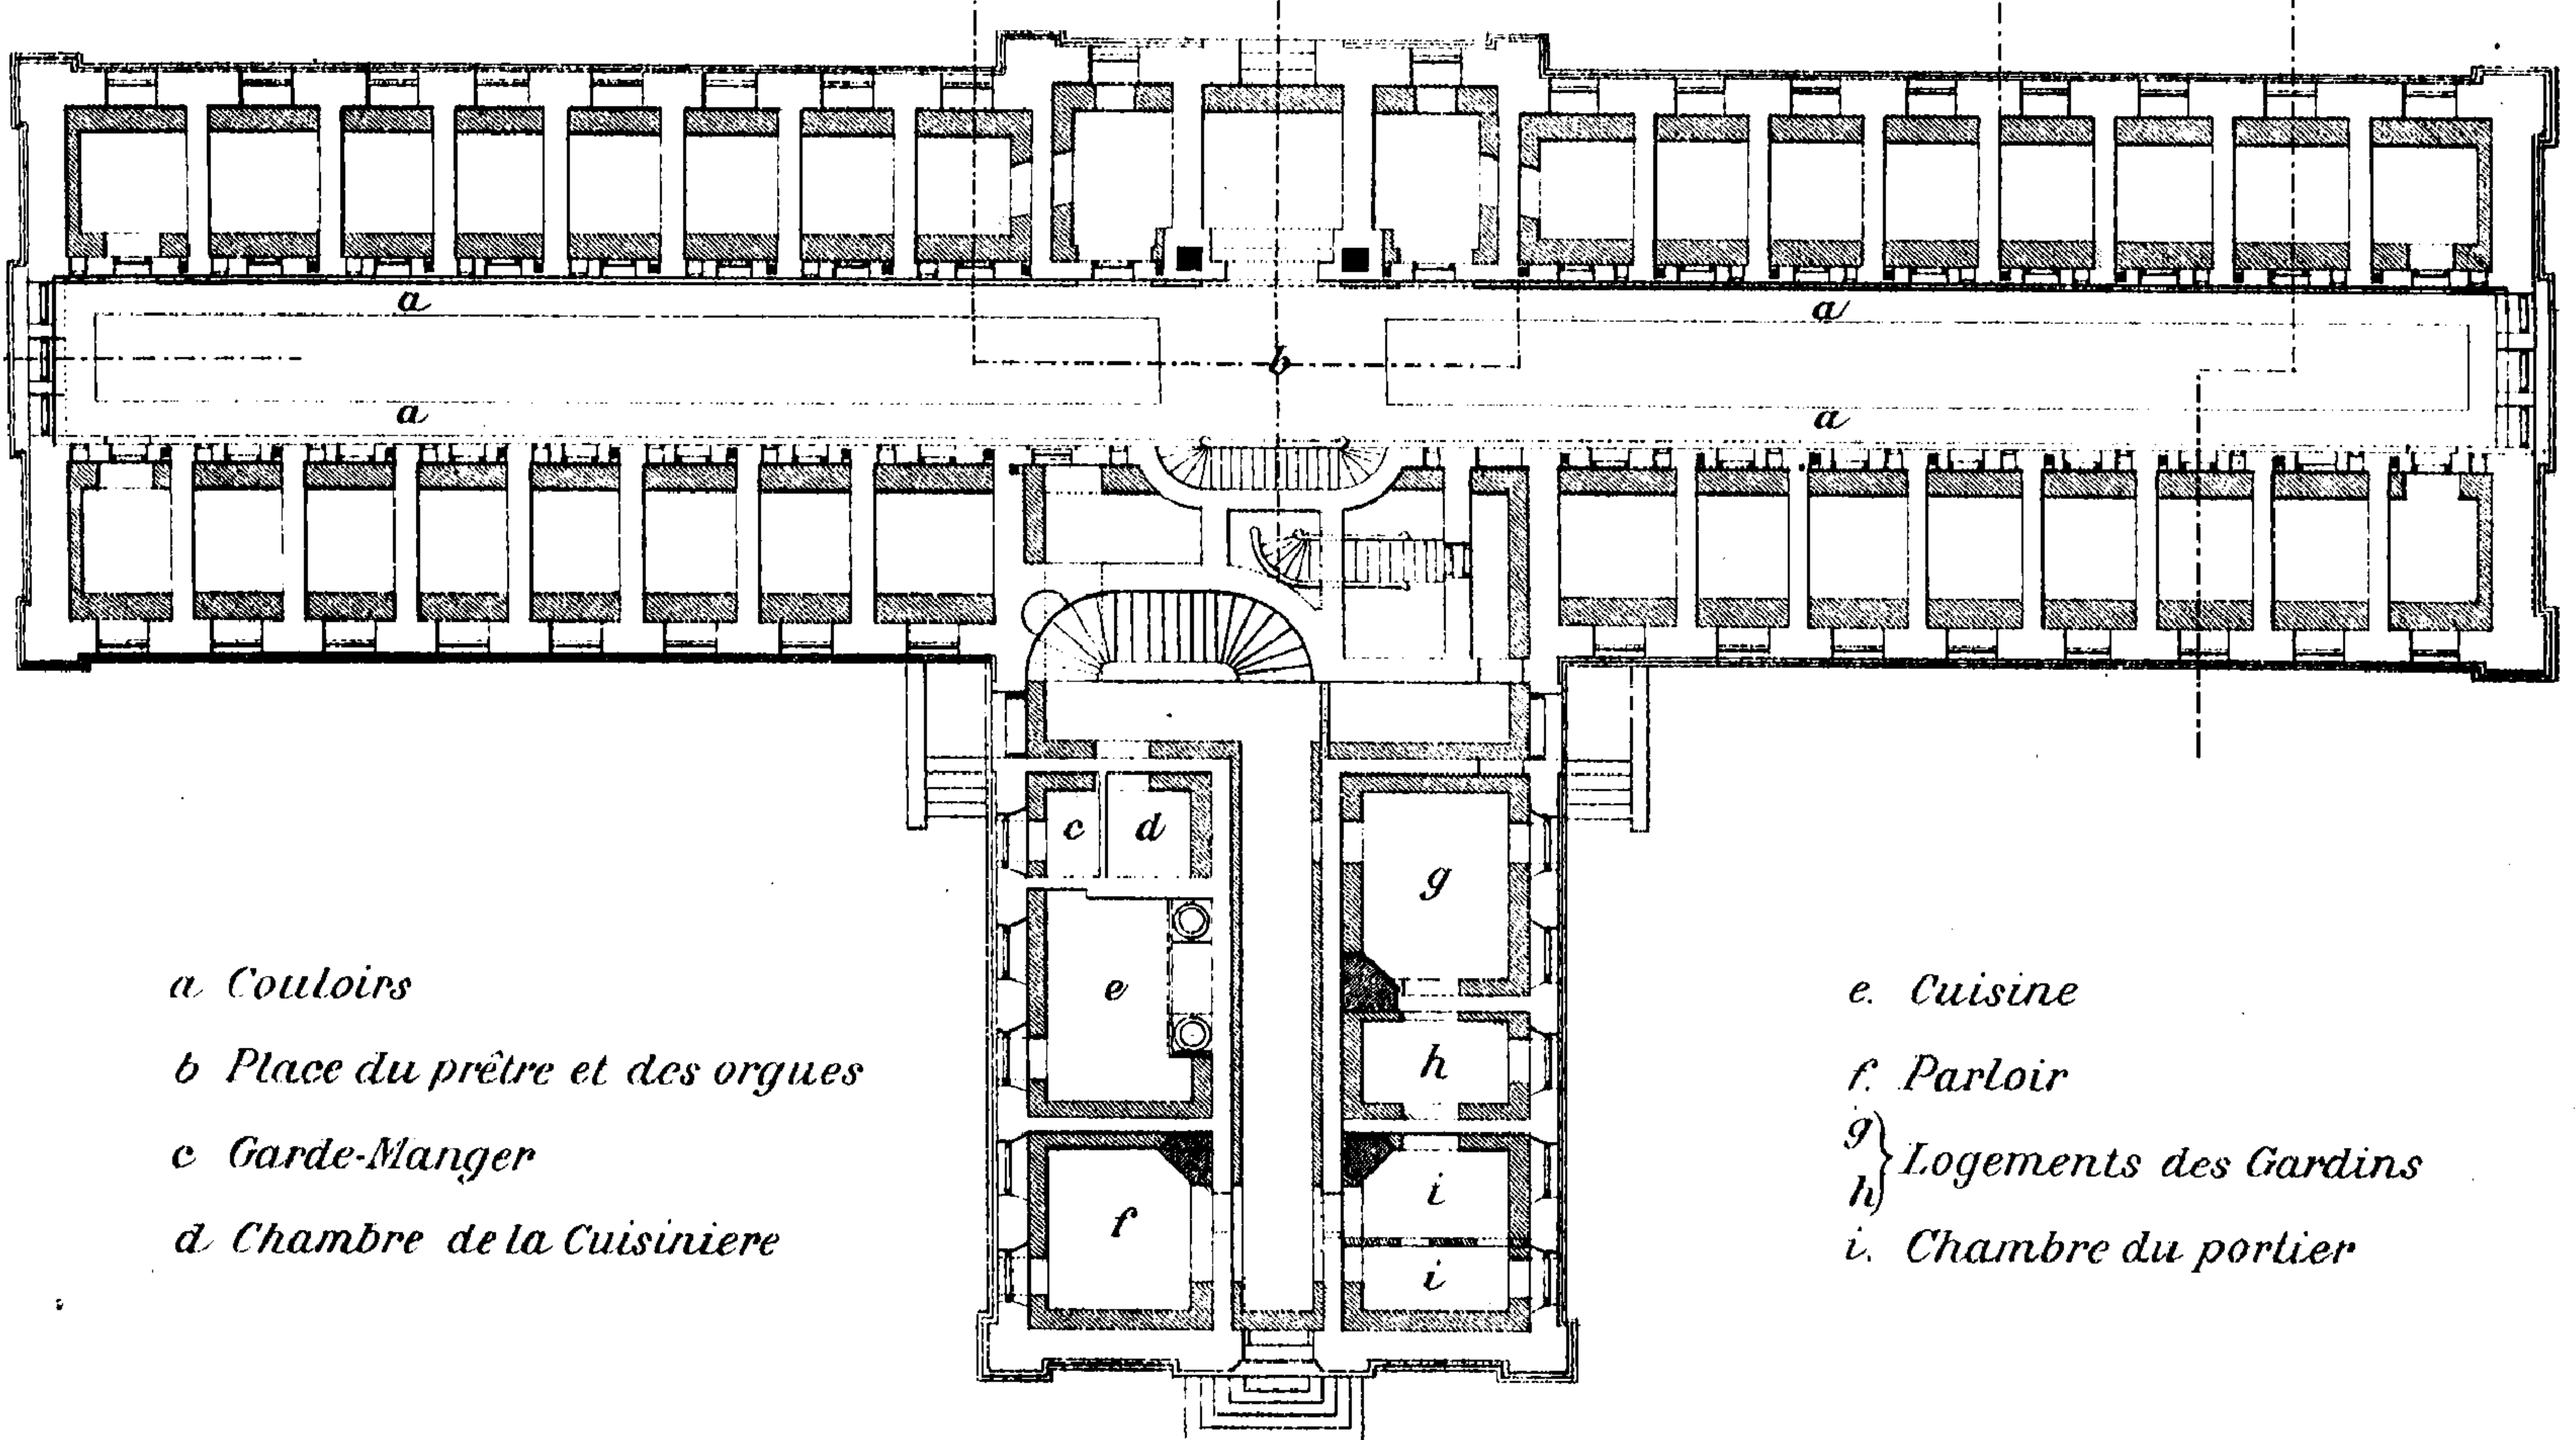 a
a
b
a
a
c
d
g
e
h
f
i
i
a Couloirs
b Place du prêtre et des orgues
c Garde-Manger
d Chambre de la Cuisiniere
e. Cuisine
f. Parloir
g
h } Logements des Gardins
i. Chambre du portier